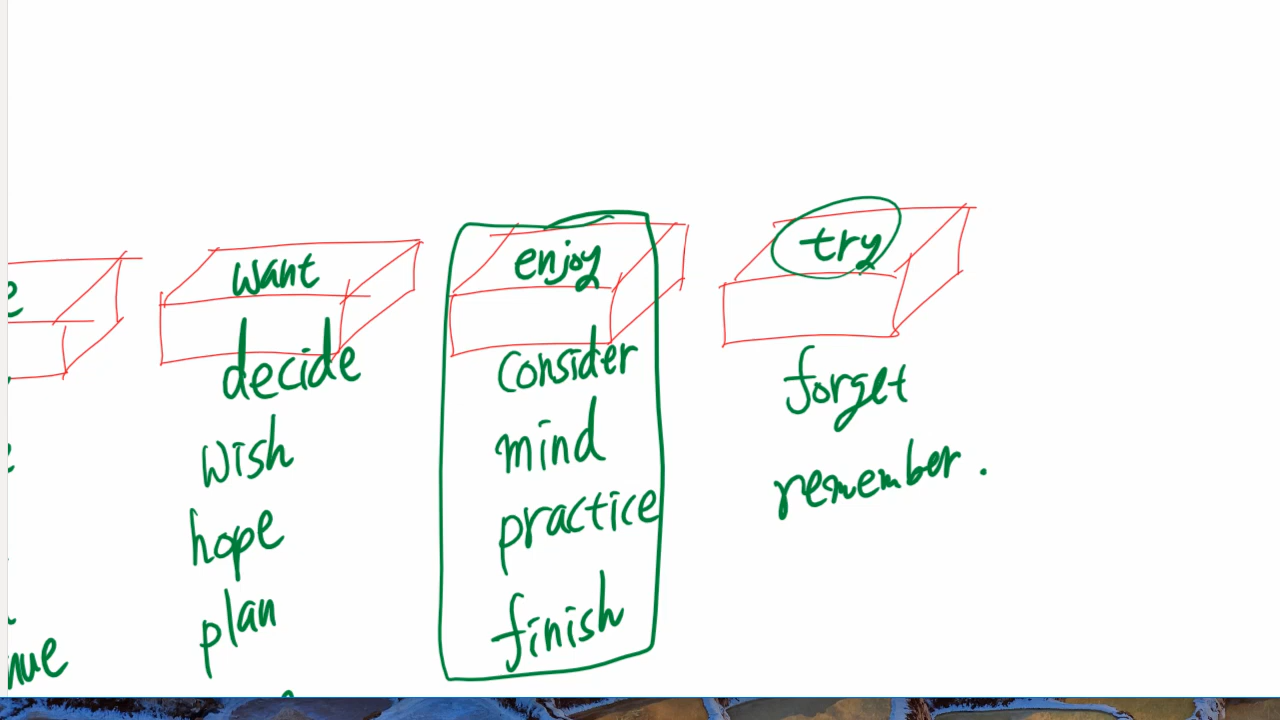 want
decide
wish
hope
plan
enjoy
consider
mind
practice
finish
try
forget
remember.